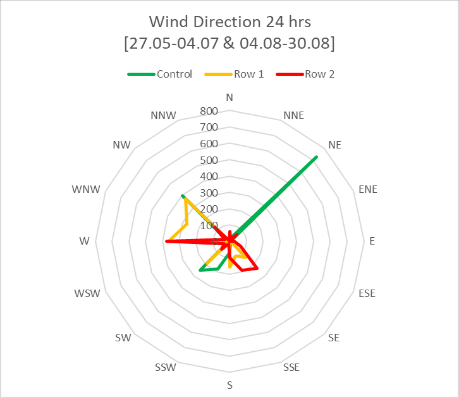 Wind Direction 24 hrs
[27.05-04.07 & 04.08-30.08]
Control Row 1 Row 2
N
NNE
NE
ENE
E
ESE
SE
SSE
S
SSW
SW
WSW
W
WNW
NW
NNW
800
700
600
500
400
300
200
100
0